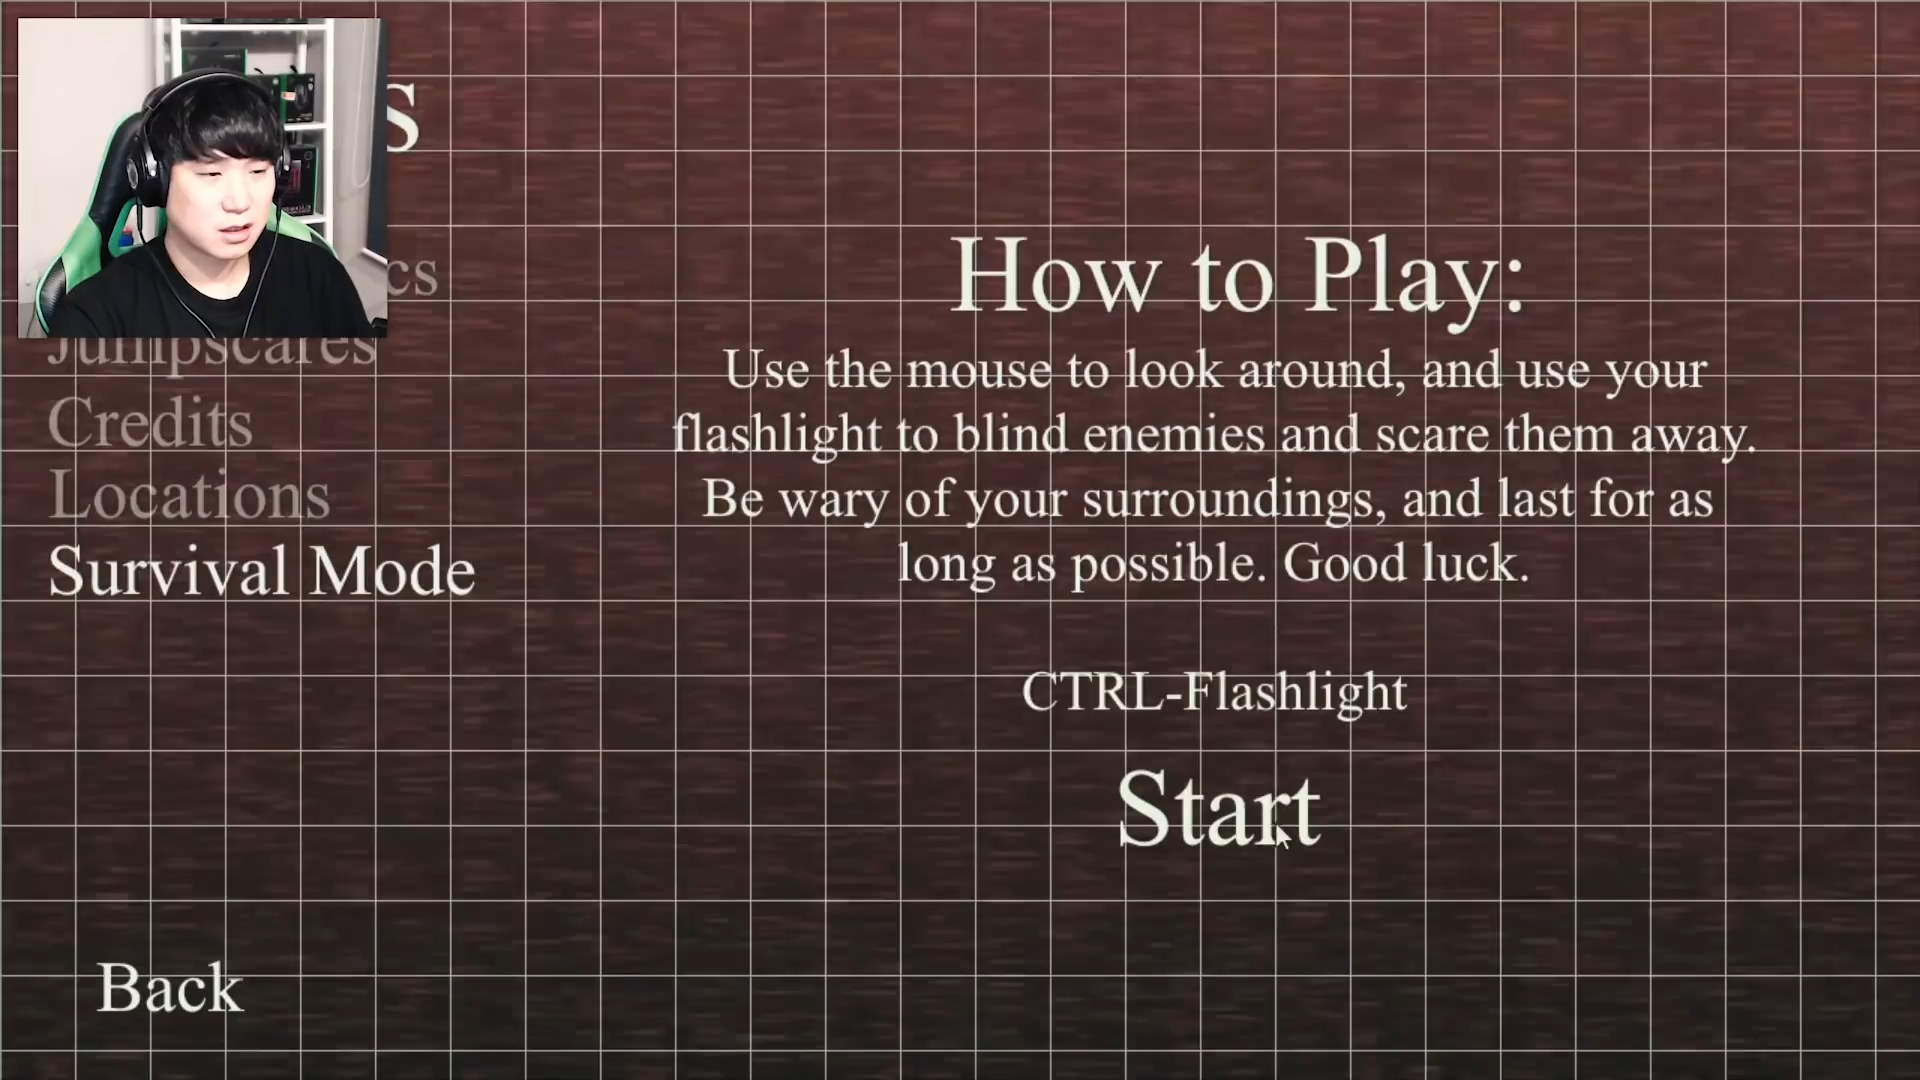 How to Play:
Use the mouse to look around, and use your
flashlight to blind enemies and scare them away.
Be wary of your surroundings, and last for as
long as possible. Good luck.
CTRL-Flashlight
Start
Jumpscares
Credits
Locations
Survival Mode
Back